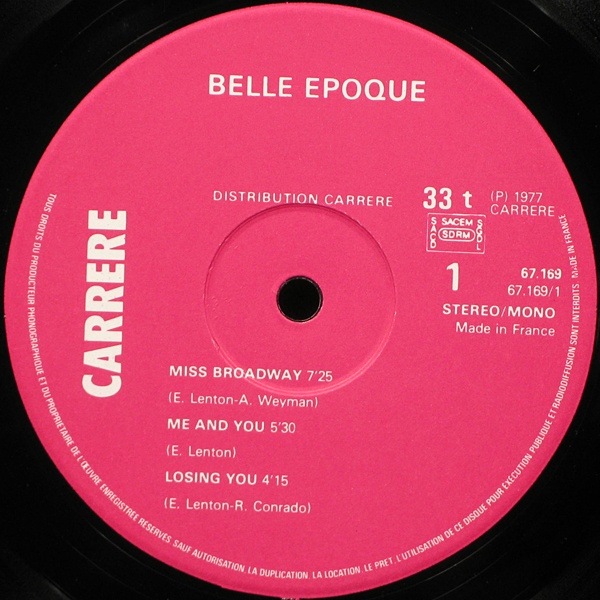 BELLE EPOQUE
DISTRIBUTION CARRERE
33 t
(P) 1977
CARRERE
SACD
SACEM
SDRM
SGDL
1
67.169
67.169/1
STEREO/MONO
Made in France
CARRERE
MISS BROADWAY 7'25
(E. Lenton-A. Weyman)
ME AND YOU 5'30
(E. Lenton)
LOSING YOU 4'15
(E. Lenton-R. Conrado)
TOUS DROITS DU PRODUCTEUR PHONOGRAPHIQUE ET DU PROPRIETAIRE DE L'ŒUVRE ENREGISTREE RESERVES. SAUF AUTORISATION, LA DUPLICATION, LA LOCATION, LE PRET, L'UTILISATION DE CE DISQUE POUR EXECUTION PUBLIQUE ET RADIODIFFUSION SONT INTERDITS. MADE IN FRANCE